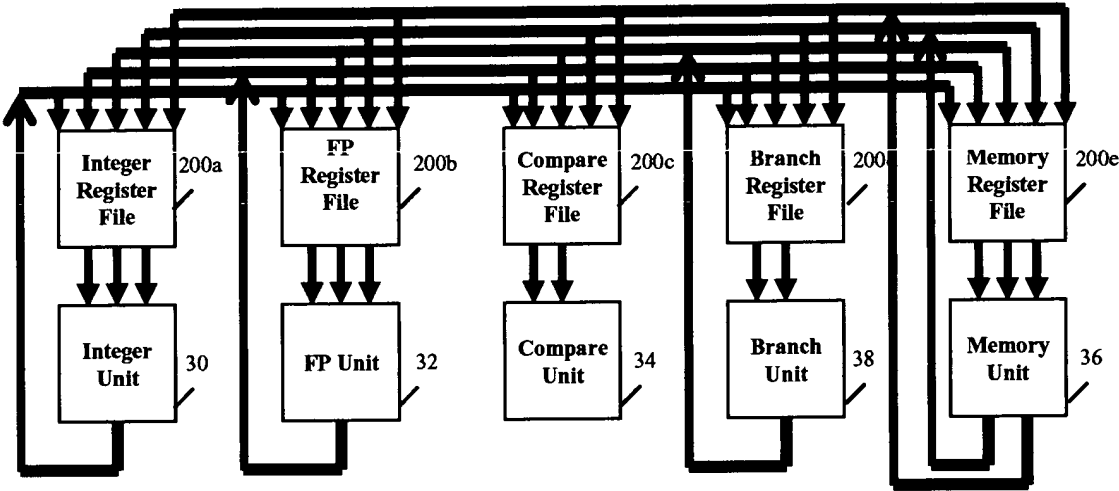 Integer
Register
File
200a
FP
Register
File
200b
Compare
Register
File
200c
Branch
Register
File
200
Memory
Register
File
200e
Integer
Unit
30
FP Unit
32
Compare
Unit
34
Branch
Unit
38
Memory
Unit
36